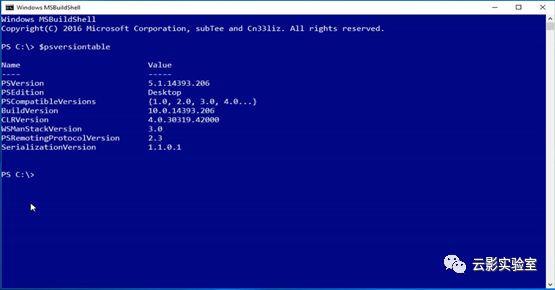 Windows MSBuildShell
Windows MSBuildShell
Copyright(C) 2016 Microsoft Corporation, subTee and Cn33liz. All rights reserved.
PS C:\> $psversiontable
Name Value
---- -----
PSVersion 5.1.14393.206
PSEdition Desktop
PSCompatibleVersions {1.0, 2.0, 3.0, 4.0...}
BuildVersion 10.0.14393.206
CLRVersion 4.0.30319.42000
WSManStackVersion 3.0
PSRemotingProtocolVersion 2.3
SerializationVersion 1.1.0.1
PS C:\>
云影实验室